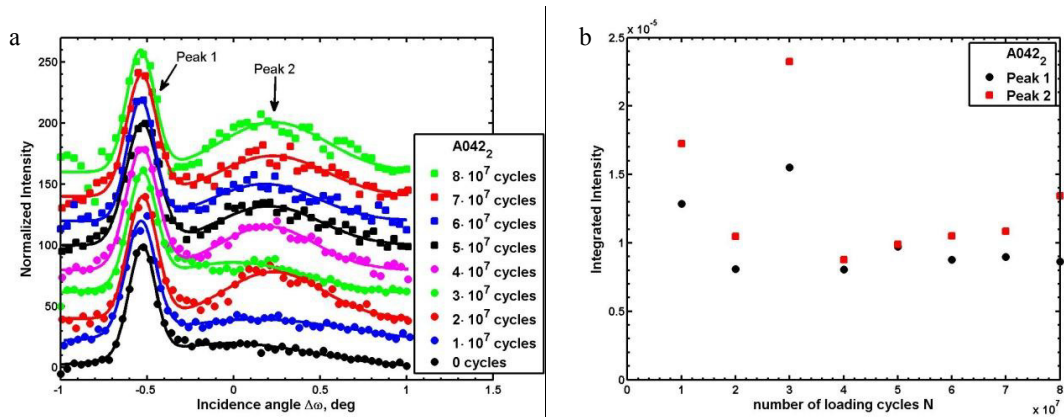 a
Peak 1
Peak 2
Normalized Intensity
250
200
150
100
50
0
A042₂
8· 10⁷ cycles
7· 10⁷ cycles
6· 10⁷ cycles
5· 10⁷ cycles
4· 10⁷ cycles
3· 10⁷ cycles
2· 10⁷ cycles
1· 10⁷ cycles
0 cycles
-1 -0.5 0 0.5 1 1.5
Incidence angle Δω, deg
b
x 10⁻⁵
2.5
2
1.5
1
0.5
0
Integrated Intensity
A042₂
Peak 1
Peak 2
0 1 2 3 4 5 6 7 8
number of loading cycles N
x 10⁷